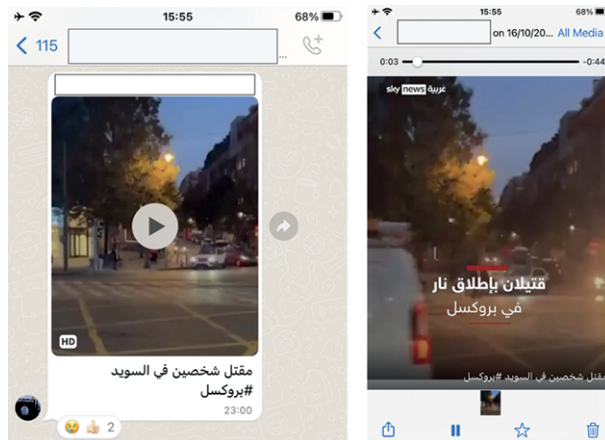 15:55
68%
115
...
HD
مقتل شخصين في السويد
#بروكسل
23:00
2
15:55
68%
on 16/10/20... All Media
0:03
-0:44
sky news عربية
قتيلان بإطلاق نار
في بروكسل
مقتل شخصين في السويد #بروكسل